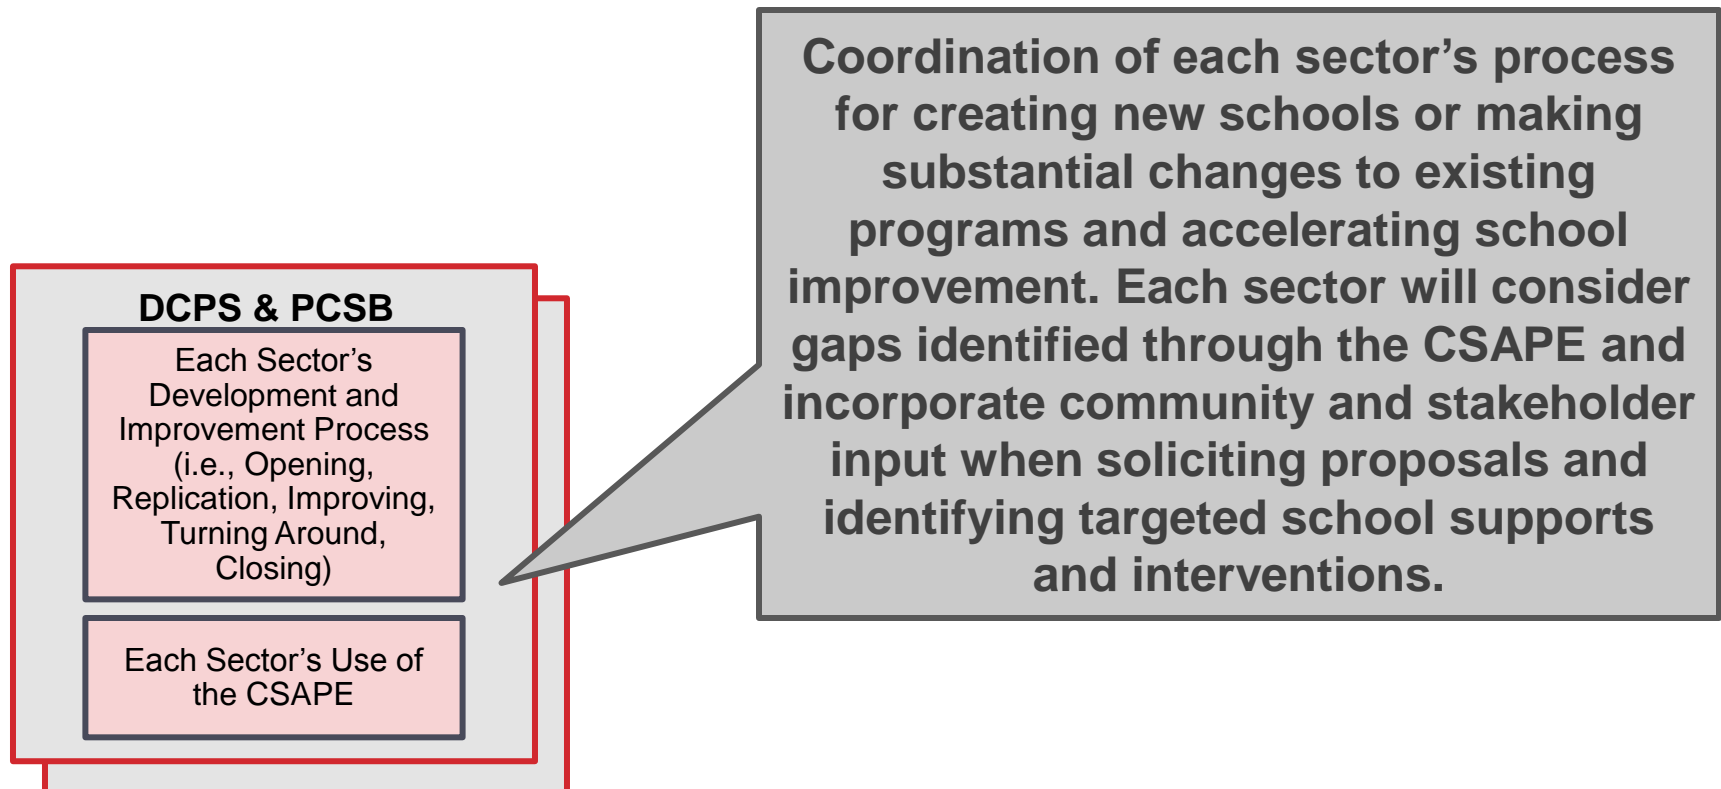 DCPS & PCSB
Each Sector’s
Development and
Improvement Process
(i.e., Opening,
Replication, Improving,
Turning Around,
Closing)
Each Sector’s Use of
the CSAPE
Coordination of each sector’s process
for creating new schools or making
substantial changes to existing
programs and accelerating school
improvement. Each sector will consider
gaps identified through the CSAPE and
incorporate community and stakeholder
input when soliciting proposals and
identifying targeted school supports
and interventions.